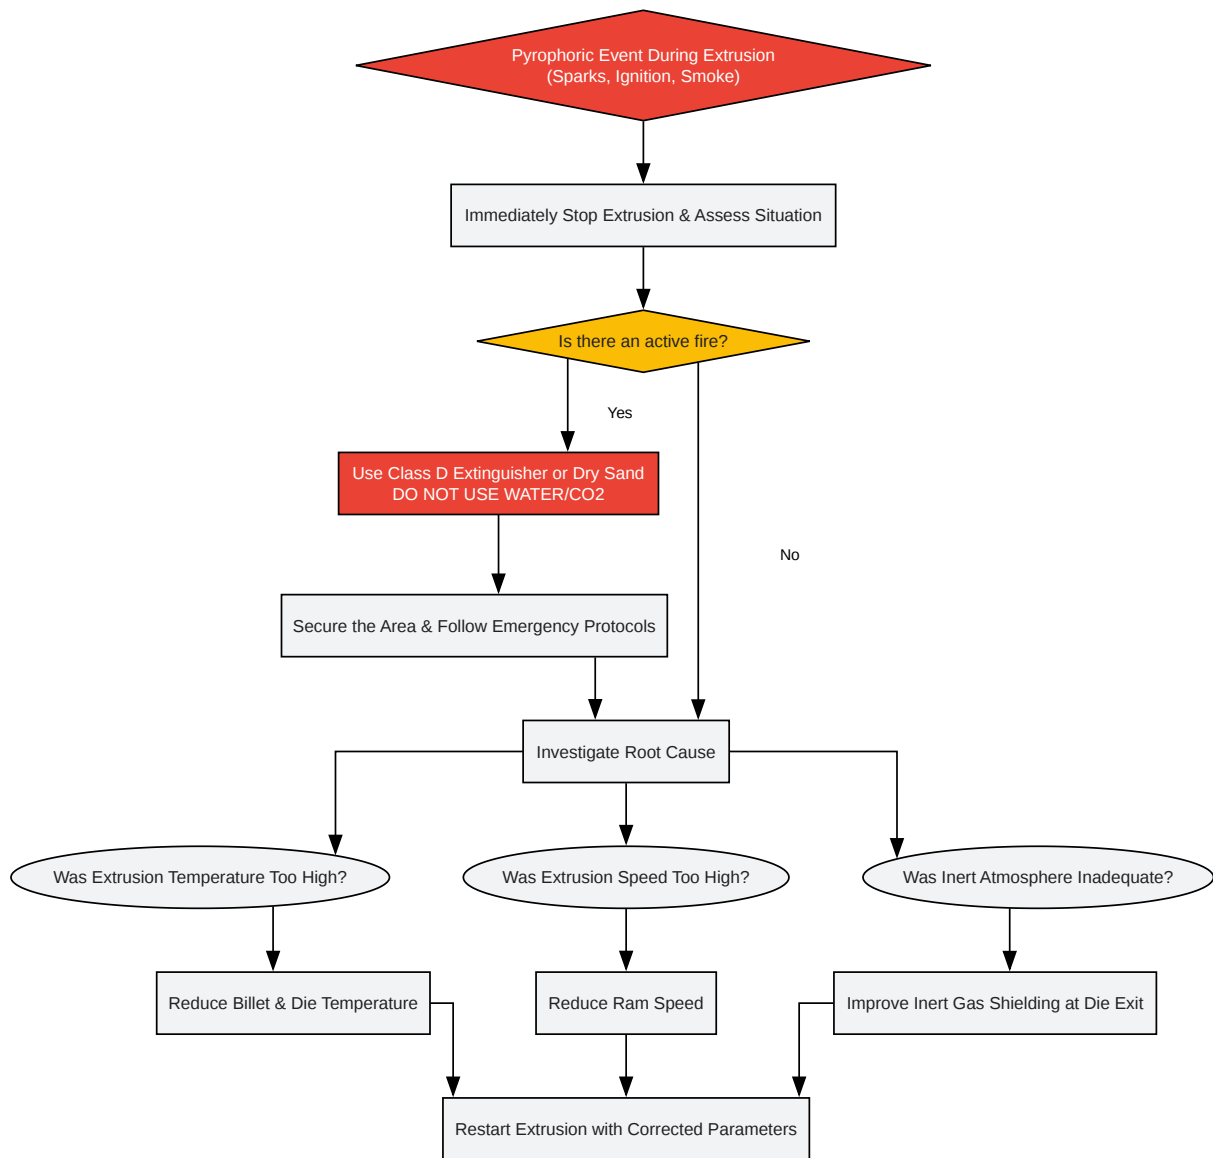 Pyrophoric Event During Extrusion
(Sparks, Ignition, Smoke)
Immediately Stop Extrusion & Assess Situation
Is there an active fire?
Yes
Use Class D Extinguisher or Dry Sand
DO NOT USE WATER/CO2
No
Secure the Area & Follow Emergency Protocols
Investigate Root Cause
Was Extrusion Temperature Too High?
Was Extrusion Speed Too High?
Was Inert Atmosphere Inadequate?
Reduce Billet & Die Temperature
Reduce Ram Speed
Improve Inert Gas Shielding at Die Exit
Restart Extrusion with Corrected Parameters